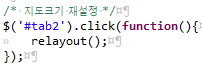 /* 지도크기 재설정 */
$('#tab2').click(function(){
    relayout();
});